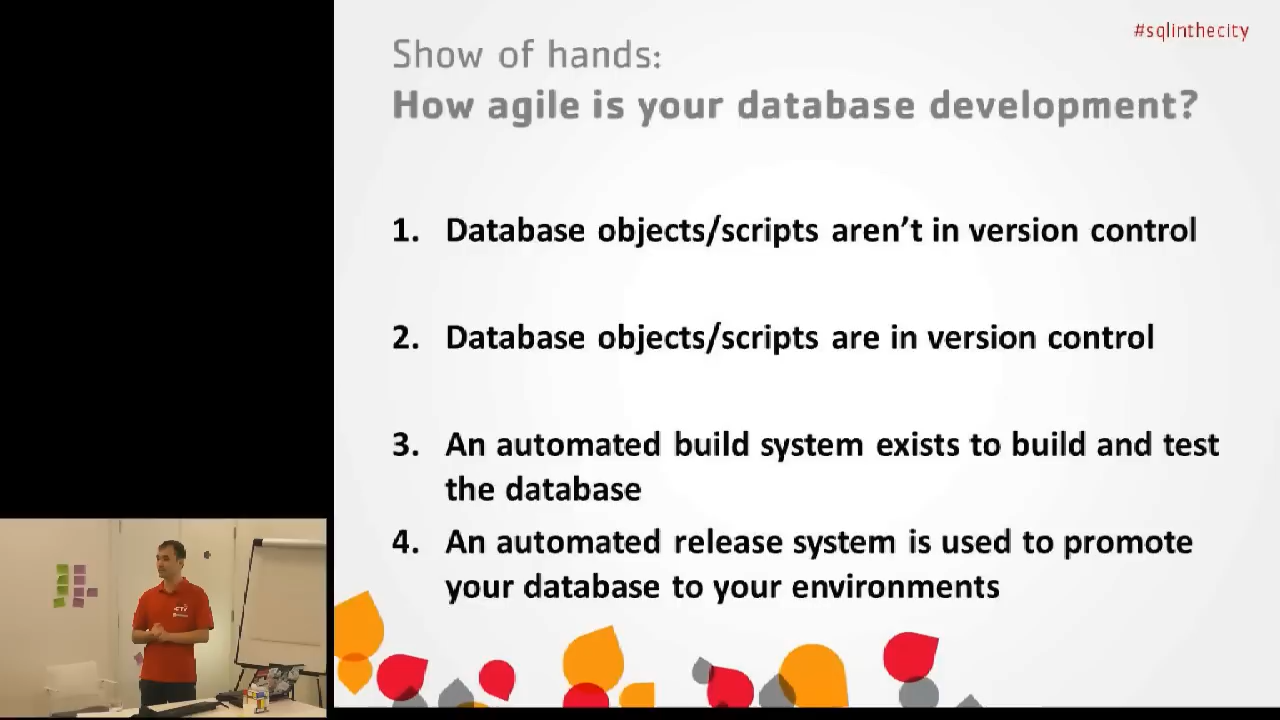 #sqlinthecity
Show of hands:
How agile is your database development?
1. Database objects/scripts aren't in version control
2. Database objects/scripts are in version control
3. An automated build system exists to build and test
the database
4. An automated release system is used to promote
your database to your environments